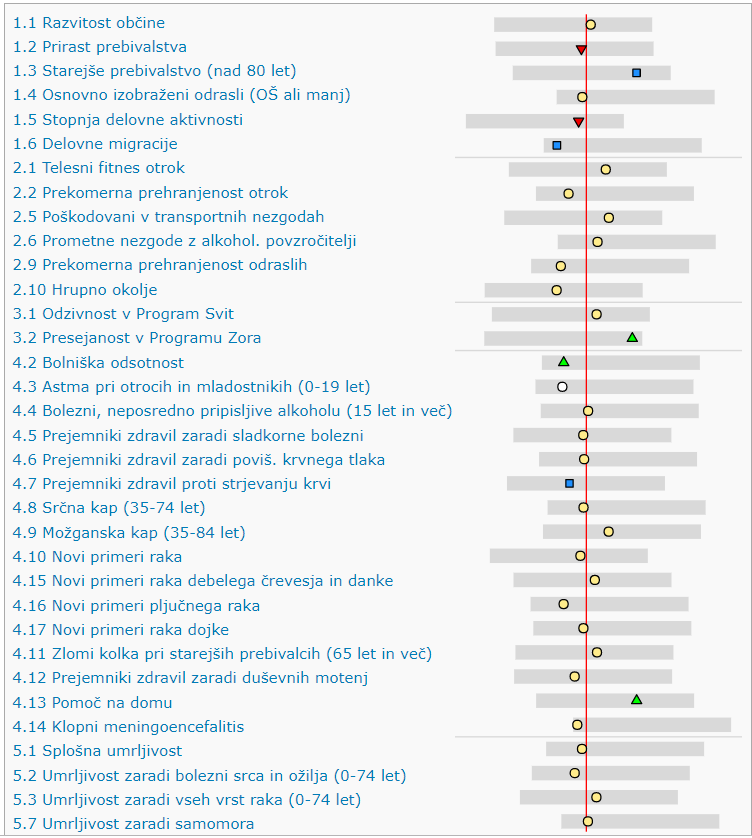 1.1 Razvitost občine
1.2 Prirast prebivalstva
1.3 Starejše prebivalstvo (nad 80 let)
1.4 Osnovno izobraženi odrasli (OŠ ali manj)
1.5 Stopnja delovne aktivnosti
1.6 Delovne migracije
2.1 Telesni fitnes otrok
2.2 Prekomerna prehranjenost otrok
2.5 Poškodovani v transportnih nezgodah
2.6 Prometne nezgode z alkohol. povzročitelji
2.9 Prekomerna prehranjenost odraslih
2.10 Hrupno okolje
3.1 Odzivnost v Program Svit
3.2 Presejanost v Programu Zora
4.2 Bolniška odsotnost
4.3 Astma pri otrocih in mladostnikih (0-19 let)
4.4 Bolezni, neposredno pripisljive alkoholu (15 let in več)
4.5 Prejemniki zdravil zaradi sladkorne bolezni
4.6 Prejemniki zdravil zaradi poviš. krvnega tlaka
4.7 Prejemniki zdravil proti strjevanju krvi
4.8 Srčna kap (35-74 let)
4.9 Možganska kap (35-84 let)
4.10 Novi primeri raka
4.15 Novi primeri raka debelega črevesja in danke
4.16 Novi primeri pljučnega raka
4.17 Novi primeri raka dojke
4.11 Zlomi kolka pri starejših prebivalcih (65 let in več)
4.12 Prejemniki zdravil zaradi duševnih motenj
4.13 Pomoč na domu
4.14 Klopni meningoencefalitis
5.1 Splošna umrljivost
5.2 Umrljivost zaradi bolezni srca in ožilja (0-74 let)
5.3 Umrljivost zaradi vseh vrst raka (0-74 let)
5.7 Umrljivost zaradi samomora